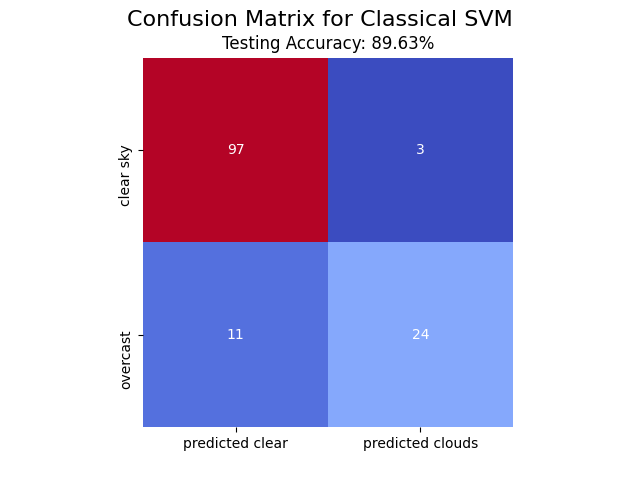 Confusion Matrix for Classical SVM
Testing Accuracy: 89.63%
clear sky
97
3
overcast
11
24
predicted clear
predicted clouds